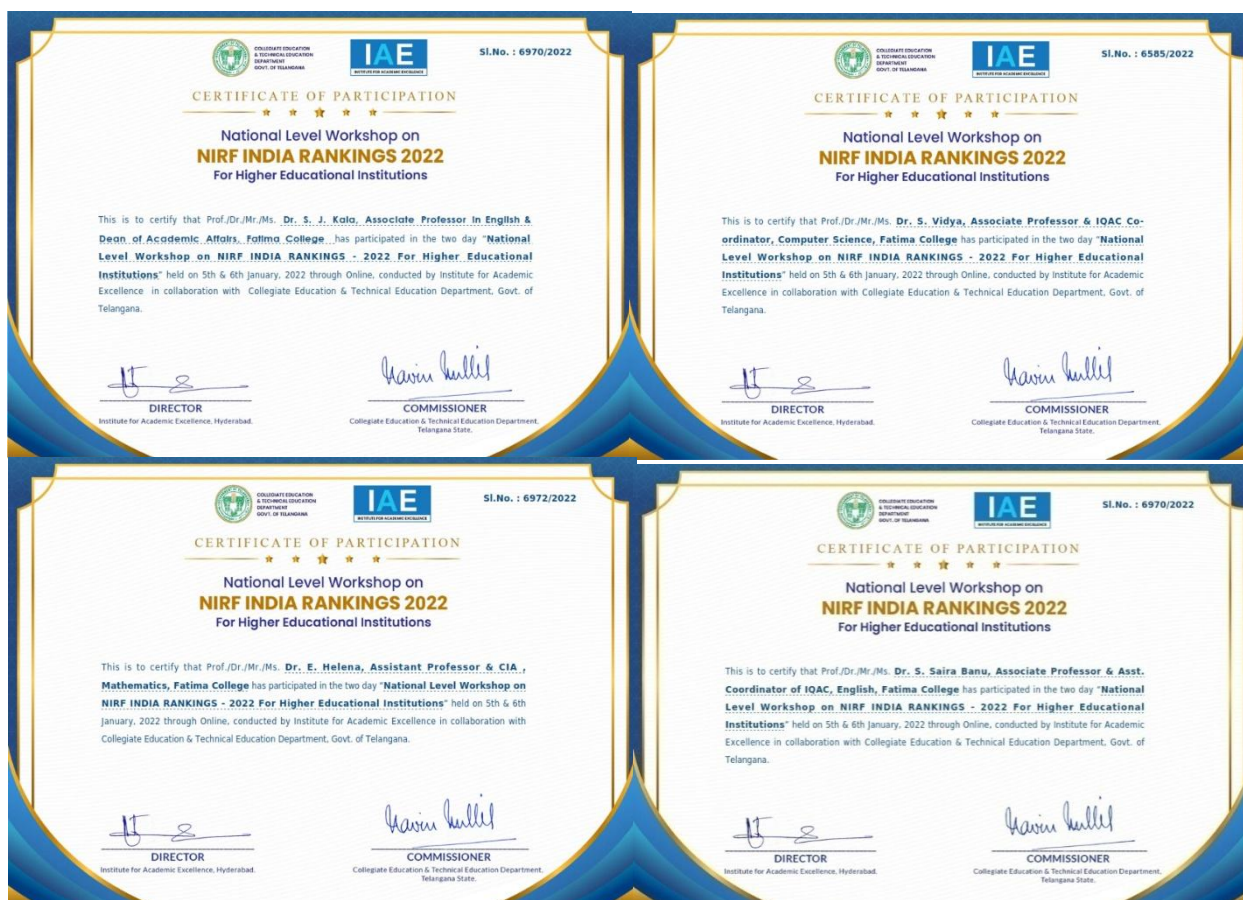 COLLEGIATE EDUCATION
& TECHNICAL EDUCATION
DEPARTMENT
GOVT. OF TELANGANA
IAE
INSTITUTE FOR ACADEMIC EXCELLENCE
Sl.No. : 6970/2022
CERTIFICATE OF PARTICIPATION
National Level Workshop on
NIRF INDIA RANKINGS 2022
For Higher Educational Institutions
This is to certify that Prof./Dr./Mr./Ms. Dr. S. J. Kala, Associate Professor in English &
Dean of Academic Affairs, Fatima College has participated in the two day “National
Level Workshop on NIRF INDIA RANKINGS - 2022 For Higher Educational
Institutions” held on 5th & 6th January, 2022 through Online, conducted by Institute for Academic
Excellence in collaboration with Collegiate Education & Technical Education Department, Govt. of
Telangana.
DIRECTOR
Institute for Academic Excellence, Hyderabad.
COMMISSIONER
Collegiate Education & Technical Education Department,
Telangana State.
COLLEGIATE EDUCATION
& TECHNICAL EDUCATION
DEPARTMENT
GOVT. OF TELANGANA
IAE
INSTITUTE FOR ACADEMIC EXCELLENCE
Sl.No. : 6585/2022
CERTIFICATE OF PARTICIPATION
National Level Workshop on
NIRF INDIA RANKINGS 2022
For Higher Educational Institutions
This is to certify that Prof./Dr./Mr./Ms. Dr. S. Vidya, Associate Professor & IQAC Co-
ordinator, Computer Science, Fatima College has participated in the two day “National
Level Workshop on NIRF INDIA RANKINGS - 2022 For Higher Educational
Institutions” held on 5th & 6th January, 2022 through Online, conducted by Institute for Academic
Excellence in collaboration with Collegiate Education & Technical Education Department, Govt. of
Telangana.
DIRECTOR
Institute for Academic Excellence, Hyderabad.
COMMISSIONER
Collegiate Education & Technical Education Department,
Telangana State.
COLLEGIATE EDUCATION
& TECHNICAL EDUCATION
DEPARTMENT
GOVT. OF TELANGANA
IAE
INSTITUTE FOR ACADEMIC EXCELLENCE
Sl.No. : 6972/2022
CERTIFICATE OF PARTICIPATION
National Level Workshop on
NIRF INDIA RANKINGS 2022
For Higher Educational Institutions
This is to certify that Prof./Dr./Mr./Ms. Dr. E. Helena, Assistant Professor & CIA ,
Mathematics, Fatima College has participated in the two day “National Level Workshop on
NIRF INDIA RANKINGS - 2022 For Higher Educational Institutions” held on 5th & 6th
January, 2022 through Online, conducted by Institute for Academic Excellence in collaboration with
Collegiate Education & Technical Education Department, Govt. of Telangana.
DIRECTOR
Institute for Academic Excellence, Hyderabad.
COMMISSIONER
Collegiate Education & Technical Education Department,
Telangana State.
COLLEGIATE EDUCATION
& TECHNICAL EDUCATION
DEPARTMENT
GOVT. OF TELANGANA
IAE
INSTITUTE FOR ACADEMIC EXCELLENCE
Sl.No. : 6970/2022
CERTIFICATE OF PARTICIPATION
National Level Workshop on
NIRF INDIA RANKINGS 2022
For Higher Educational Institutions
This is to certify that Prof./Dr./Mr./Ms. Dr. S. Saira Banu, Associate Professor & Asst.
Coordinator of IQAC, English, Fatima College has participated in the two day “National
Level Workshop on NIRF INDIA RANKINGS - 2022 For Higher Educational
Institutions” held on 5th & 6th January, 2022 through Online, conducted by Institute for Academic
Excellence in collaboration with Collegiate Education & Technical Education Department, Govt. of
Telangana.
DIRECTOR
Institute for Academic Excellence, Hyderabad.
COMMISSIONER
Collegiate Education & Technical Education Department,
Telangana State.